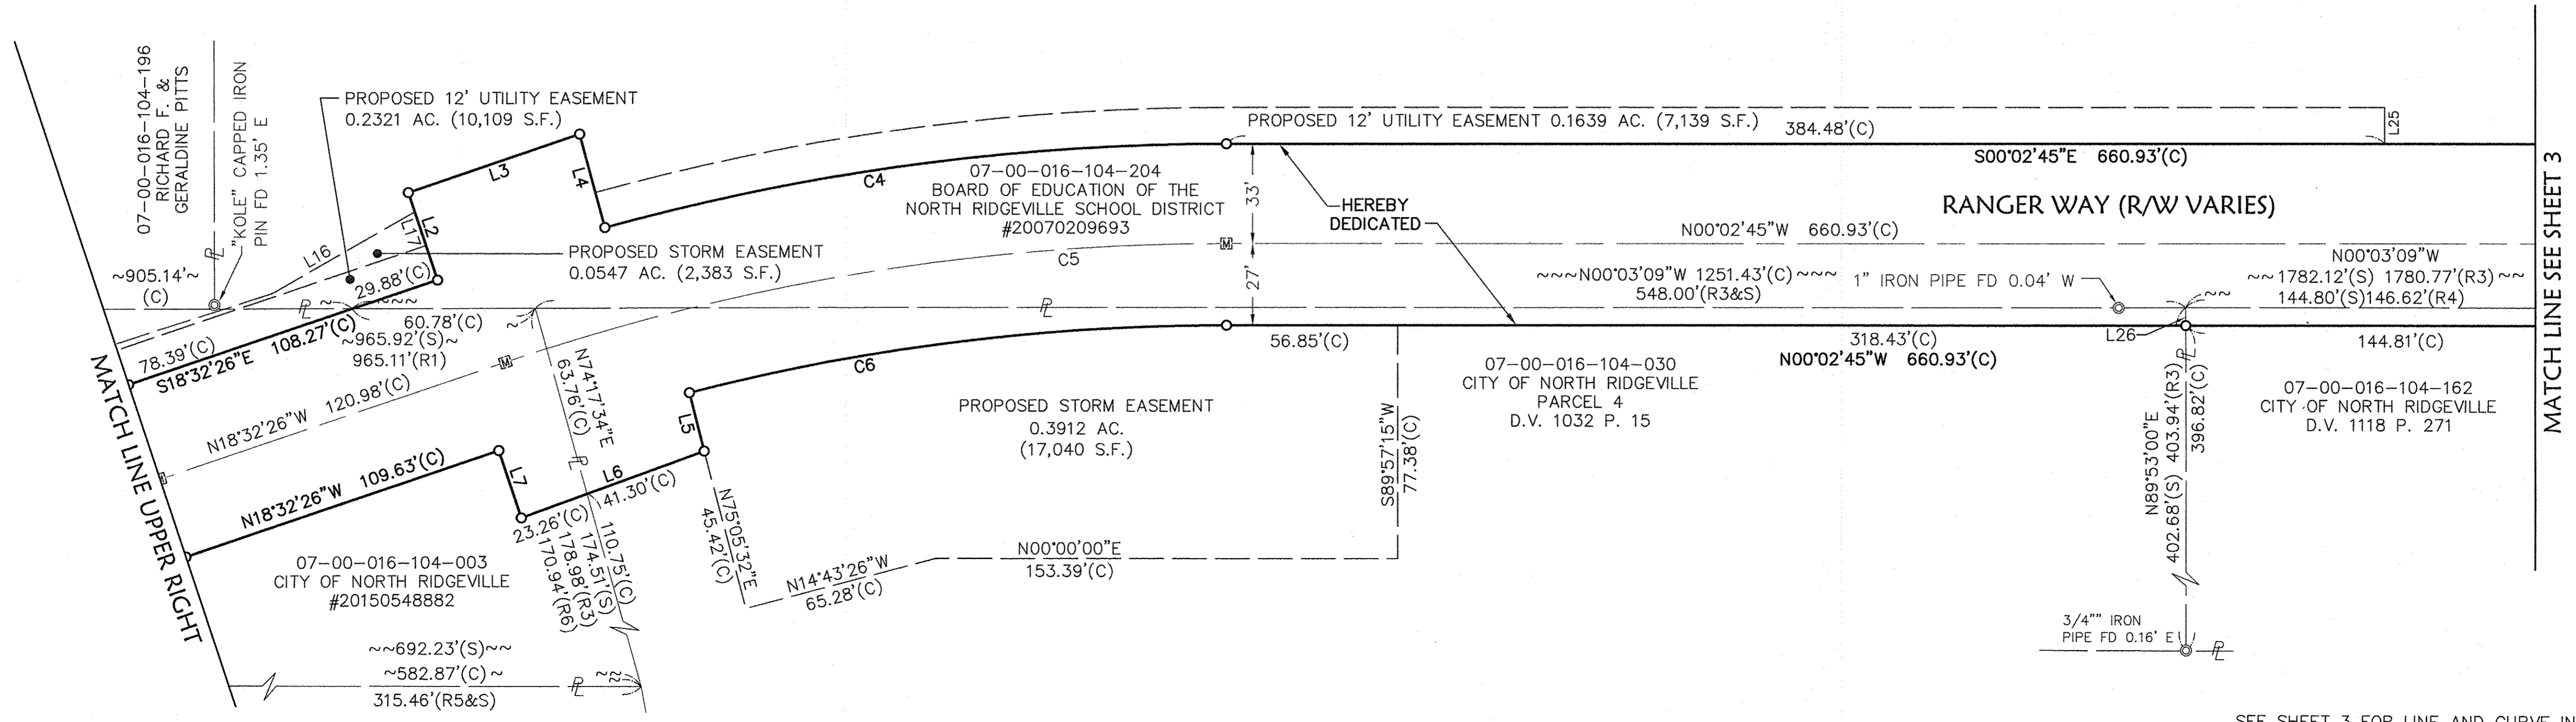 07-00-016-104-196
RICHARD F. &
GERALDINE PITTS
"KOLE" CAPPED IRON
PIN FD 1.35' E
PROPOSED 12' UTILITY EASEMENT
0.2321 AC. (10,109 S.F.)
L3
L4
L2
L17
L16
~905.14'~
(C)
PROPOSED STORM EASEMENT
0.0547 AC. (2,383 S.F.)
29.88'(C)
C4
07-00-016-104-204
BOARD OF EDUCATION OF THE
NORTH RIDGEVILLE SCHOOL DISTRICT
#20070209693
PROPOSED 12' UTILITY EASEMENT 0.1639 AC. (7,139 S.F.)
384.48'(C)
L25
S00°02'45"E 660.93'(C)
33'
27'
HEREBY
DEDICATED
RANGER WAY (R/W VARIES)
N00°02'45"W 660.93'(C)
C5
~~~N00°03'09"W 1251.43'(C)~~~
548.00'(R3&S)
1" IRON PIPE FD 0.04' W
N00°03'09"W
~~1782.12'(S) 1780.77'(R3)~~
144.80'(S)146.62'(R4)
MATCH LINE SEE SHEET 3
60.78'(C)
~965.92'(S)~
965.11'(R1)
78.39'(C)
S18°32'26"E 108.27'(C)
MATCH LINE UPPER RIGHT
N18°32'26"W 120.98'(C)
N74°17'34"E
63.76'(C)
C6
L5
L6
41.30'(C)
L7
23.26'(C)
N18°32'26"W 109.63'(C)
110.75'(C)
174.51'(S)
178.98'(R3)
170.94'(R6)
N75°05'32"E
45.42'(C)
N14°43'26"W
65.28'(C)
N00°00'00"E
153.39'(C)
PROPOSED STORM EASEMENT
0.3912 AC.
(17,040 S.F.)
56.85'(C)
S89°57'15"W
77.38'(C)
07-00-016-104-030
CITY OF NORTH RIDGEVILLE
PARCEL 4
D.V. 1032 P. 15
318.43'(C)
N00°02'45"W 660.93'(C)
L26
144.81'(C)
N89°53'00"E
402.68'(S) 403.94'(R3)
396.82'(C)
07-00-016-104-162
CITY OF NORTH RIDGEVILLE
D.V. 1118 P. 271
07-00-016-104-003
CITY OF NORTH RIDGEVILLE
#20150548882
~~692.23'(S)~~
~582.87'(C)~
315.46'(R5&S)
3/4"" IRON
PIPE FD 0.16' E